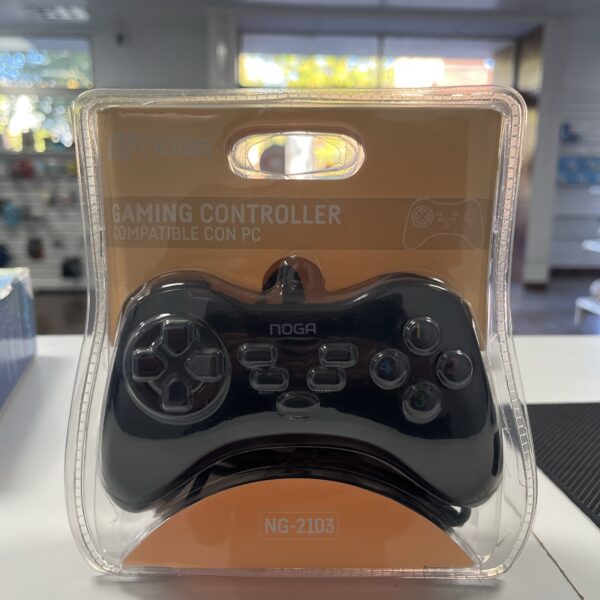 NOGA
GAMING CONTROLLER
COMPATIBLE CON PC
NOGA
NG-2103